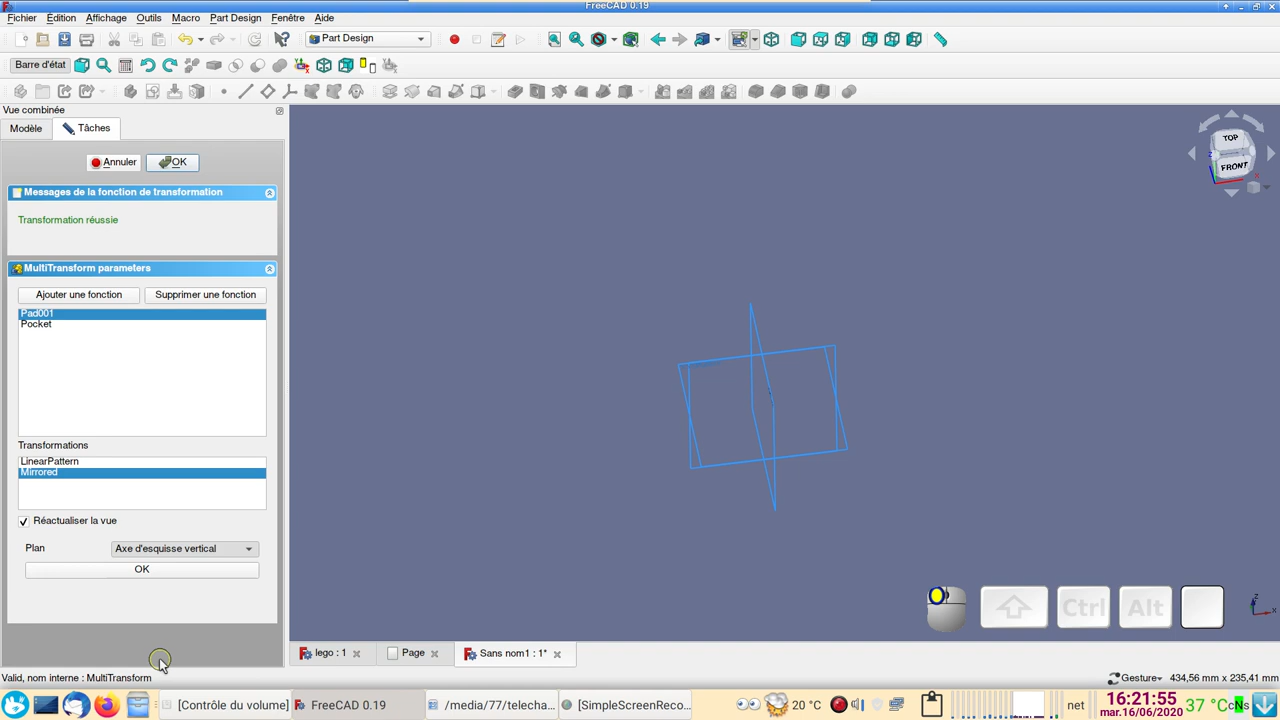 FreeCAD 0.19
Fichier Édition Affichage Outils Macro Part Design Fenêtre Aide
Part Design
Barre d'état
Vue combinée
Modèle Tâches
Annuler OK
Messages de la fonction de transformation
Transformation réussie
MultiTransform parameters
Ajouter une fonction Supprimer une fonction
Pad001
Pocket
Transformations
LinearPattern
Mirrored
Réactualiser la vue
Plan Axe d'esquisse vertical
OK
TOP
FRONT
Ctrl Alt
lego : 1 Page Sans nom1 : 1*
Valid, nom interne : MultiTransform
Gesture 434,56 mm x 235,41 mm
[Contrôle du volume] FreeCAD 0.19 /media/77/telecha... [SimpleScreenReco...
20 °C
net
16:21:55
mar.16/06/2020
37 °C